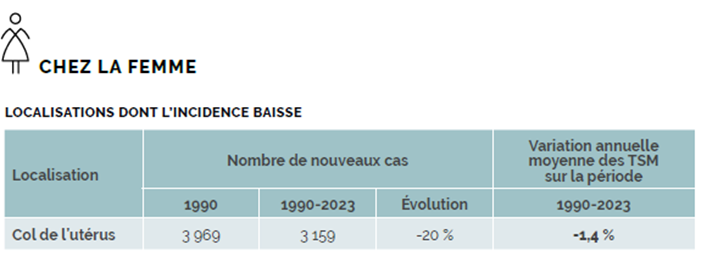 CHEZ LA FEMME
LOCALISATIONS DONT L'INCIDENCE BAISSE
Localisation
Nombre de nouveaux cas
Variation annuelle
moyenne des TSM
sur la période
1990 1990-2023 Évolution 1990-2023
Col de l'utérus 3 969 3 159 -20 % -1,4 %